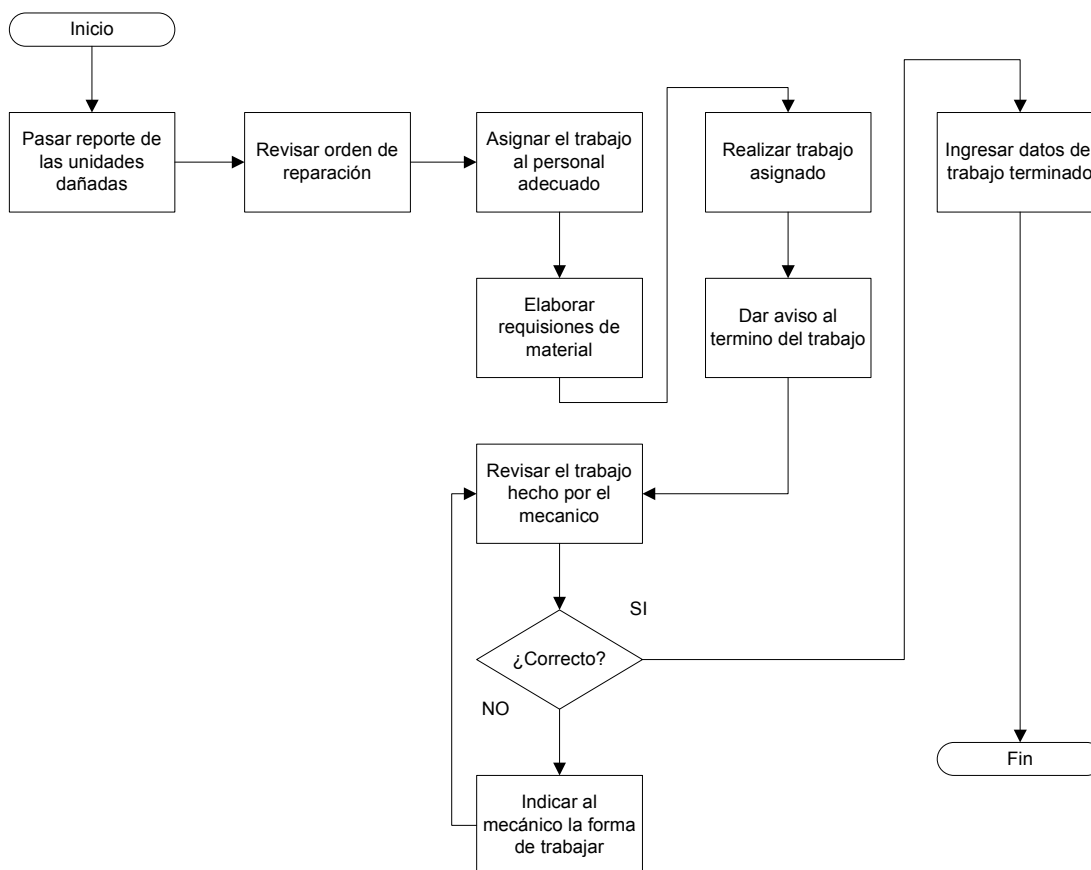 Inicio
Pasar reporte de
las unidades
dañadas
Revisar orden de
reparación
Asignar el trabajo
al personal
adecuado
Elaborar
requisiones de
material
Realizar trabajo
asignado
Dar aviso al
termino del trabajo
Revisar el trabajo
hecho por el
mecanico
¿Correcto?
SI
NO
Indicar al
mecánico la forma
de trabajar
Ingresar datos de
trabajo terminado
Fin